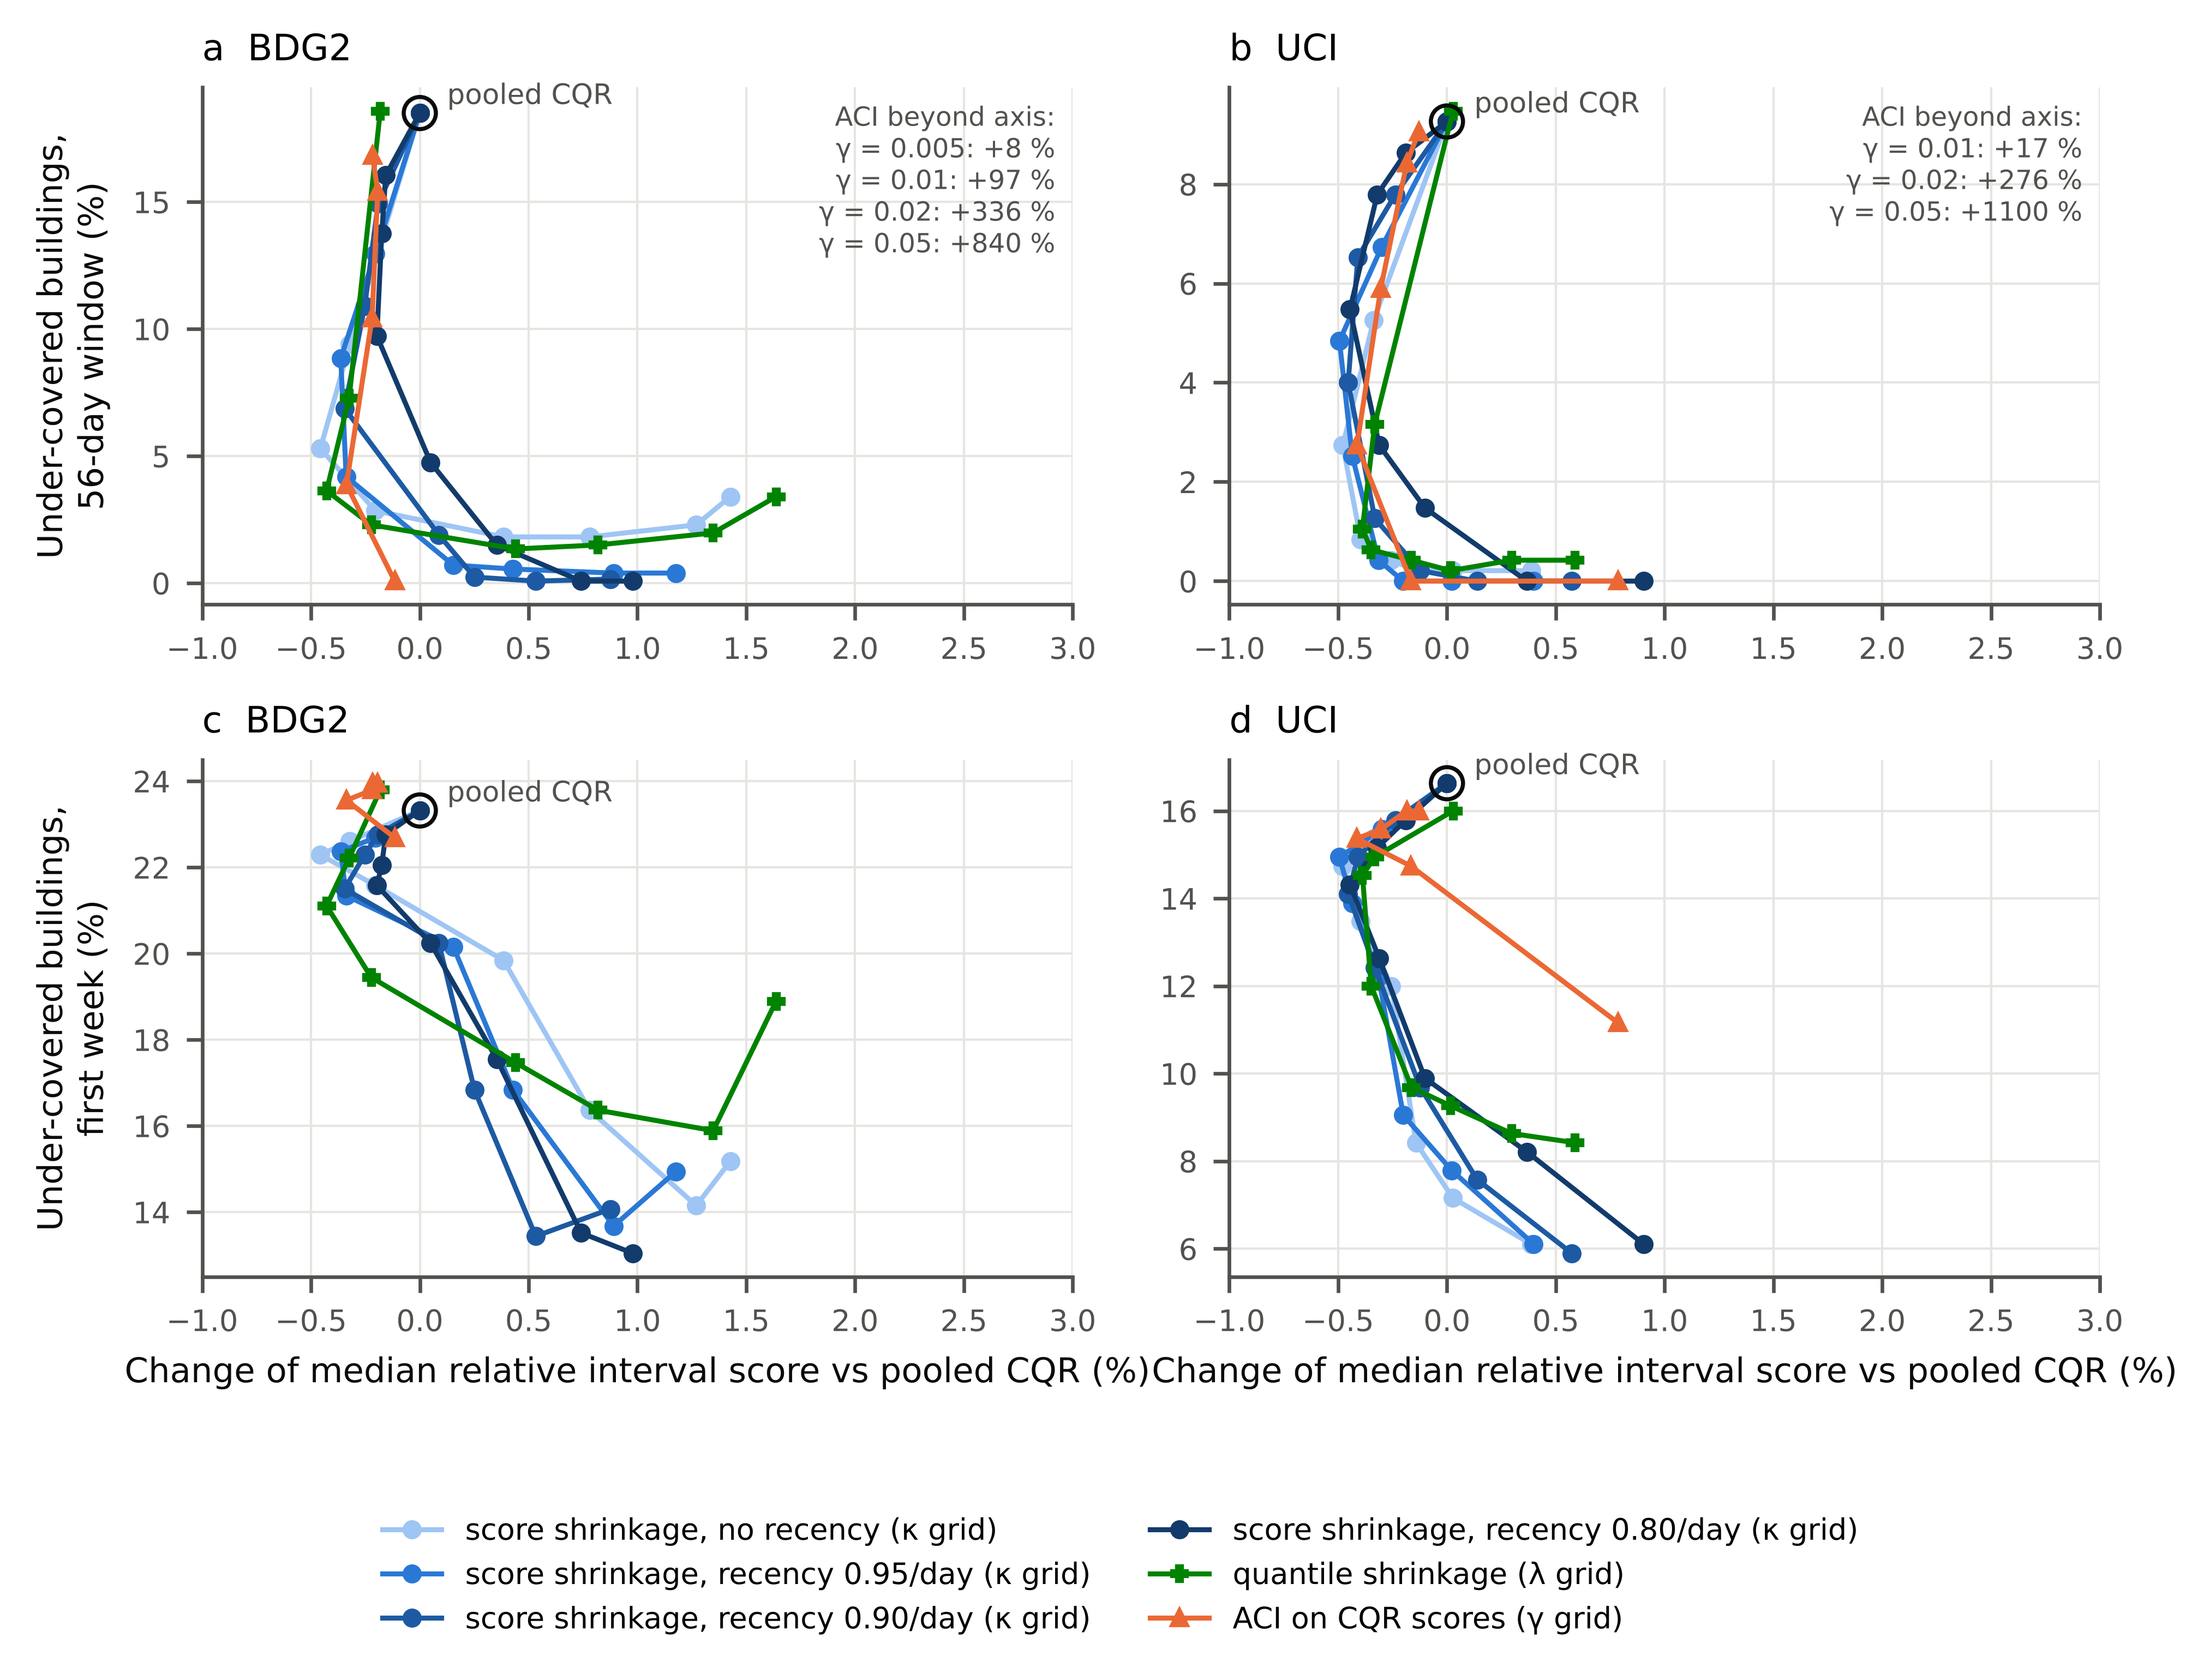 a BDG2
Under-covered buildings,
56-day window (%)
15
10
5
0
pooled CQR
ACI beyond axis:
γ = 0.005: +8 %
γ = 0.01: +97 %
γ = 0.02: +336 %
γ = 0.05: +840 %
−1.0 −0.5 0.0 0.5 1.0 1.5 2.0 2.5 3.0
b UCI
8
6
4
2
0
pooled CQR
ACI beyond axis:
γ = 0.01: +17 %
γ = 0.02: +276 %
γ = 0.05: +1100 %
−1.0 −0.5 0.0 0.5 1.0 1.5 2.0 2.5 3.0
c BDG2
Under-covered buildings,
first week (%)
24
22
20
18
16
14
pooled CQR
−1.0 −0.5 0.0 0.5 1.0 1.5 2.0 2.5 3.0
Change of median relative interval score vs pooled CQR (%)
d UCI
16
14
12
10
8
6
pooled CQR
−1.0 −0.5 0.0 0.5 1.0 1.5 2.0 2.5 3.0
Change of median relative interval score vs pooled CQR (%)
score shrinkage, no recency (κ grid)
score shrinkage, recency 0.95/day (κ grid)
score shrinkage, recency 0.90/day (κ grid)
score shrinkage, recency 0.80/day (κ grid)
quantile shrinkage (λ grid)
ACI on CQR scores (γ grid)